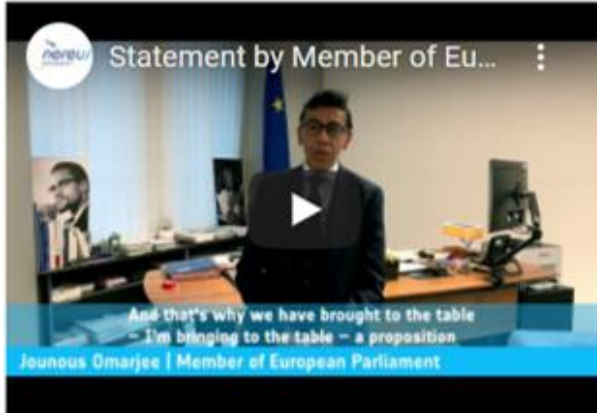 nereus
Statement by Member of Eu...
And that's why we have brought to the table
– I'm bringing to the table – a proposition
Jounous Omarjee | Member of European Parliament